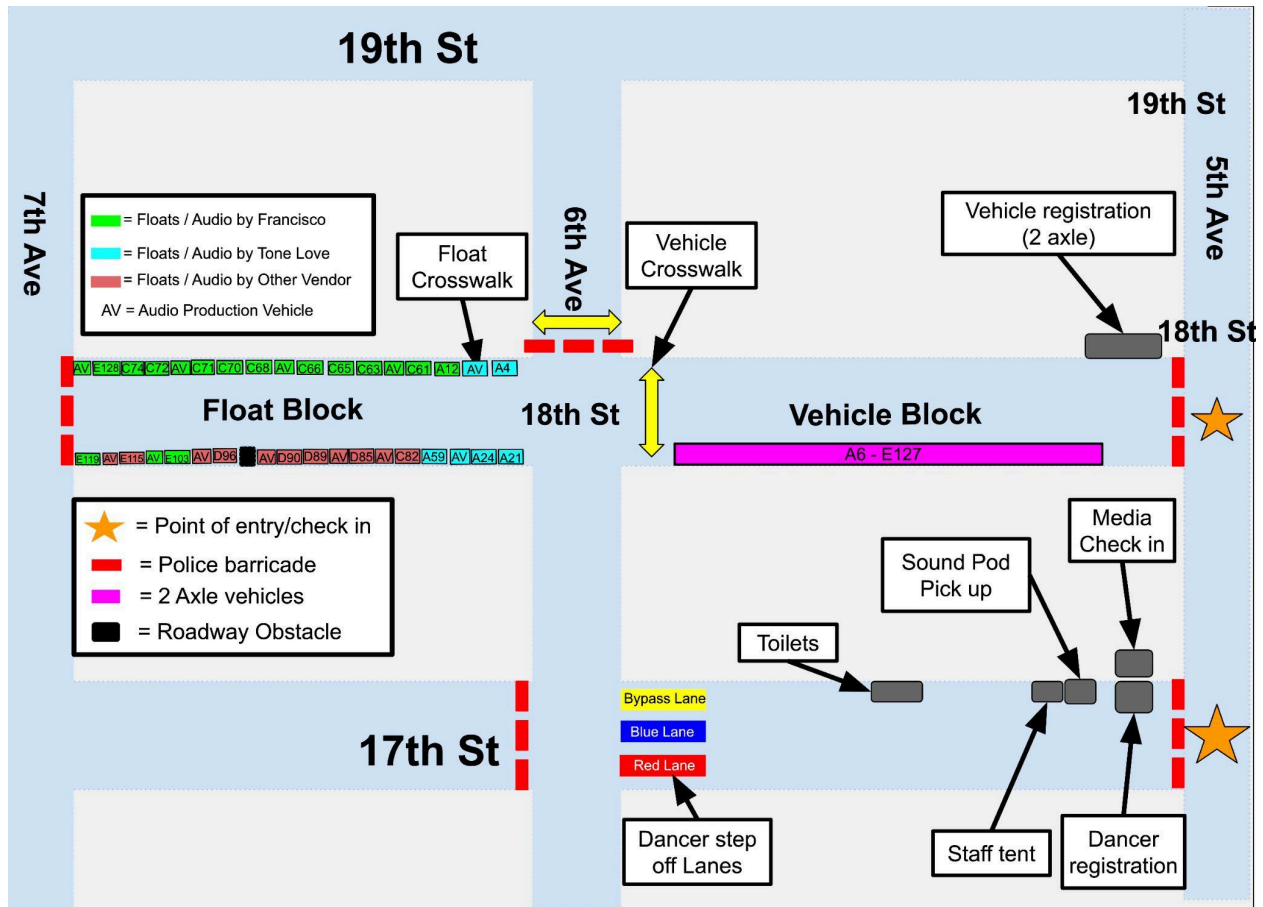 19th St
19th St
7th Ave
6th Ave
5th Ave
= Floats / Audio by Francisco
= Floats / Audio by Tone Love
= Floats / Audio by Other Vendor
AV = Audio Production Vehicle
Float
Crosswalk
Vehicle
Crosswalk
Vehicle registration
(2 axle)
18th St
AV E128 C74 C72 AV C71 C70 C68 AV C66 C65 C63 AV C61 A12 AV A4
Float Block
18th St
Vehicle Block
E119 AV E115 AV E103 AV D96 AV D90 D89 AV D85 AV C82 A59 AV A24 A21
A6 - E127
= Point of entry/check in
= Police barricade
= 2 Axle vehicles
= Roadway Obstacle
Media
Check in
Sound Pod
Pick up
Toilets
Bypass Lane
Blue Lane
Red Lane
17th St
Dancer step
off Lanes
Staff tent
Dancer
registration